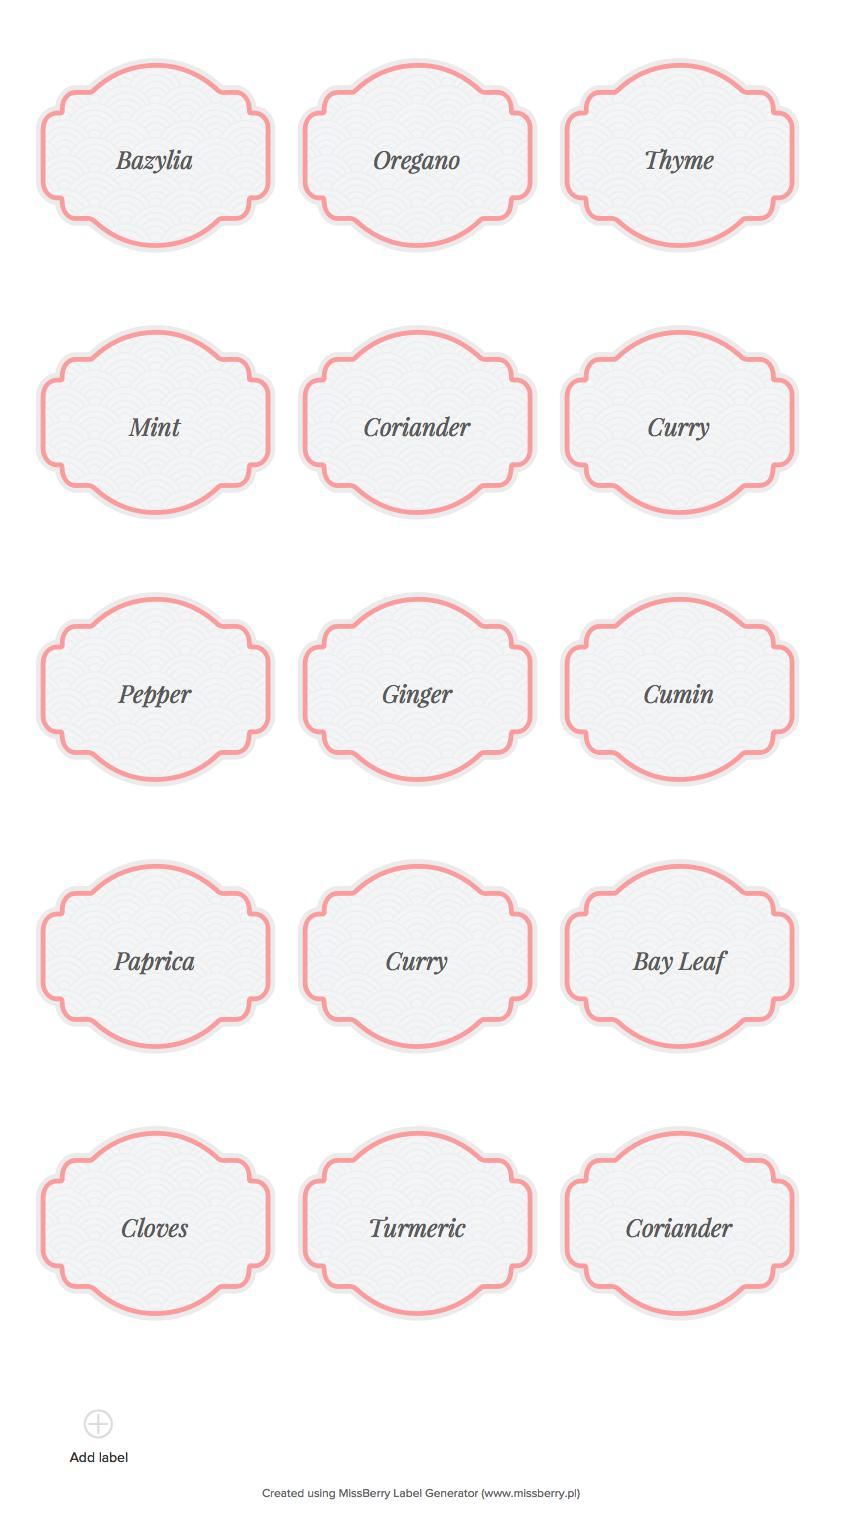 Bazylia
Oregano
Thyme
Mint
Coriander
Curry
Pepper
Ginger
Cumin
Paprica
Curry
Bay Leaf
Cloves
Turmeric
Coriander
Add label
Created using MissBerry Label Generator (www.missberry.pl)